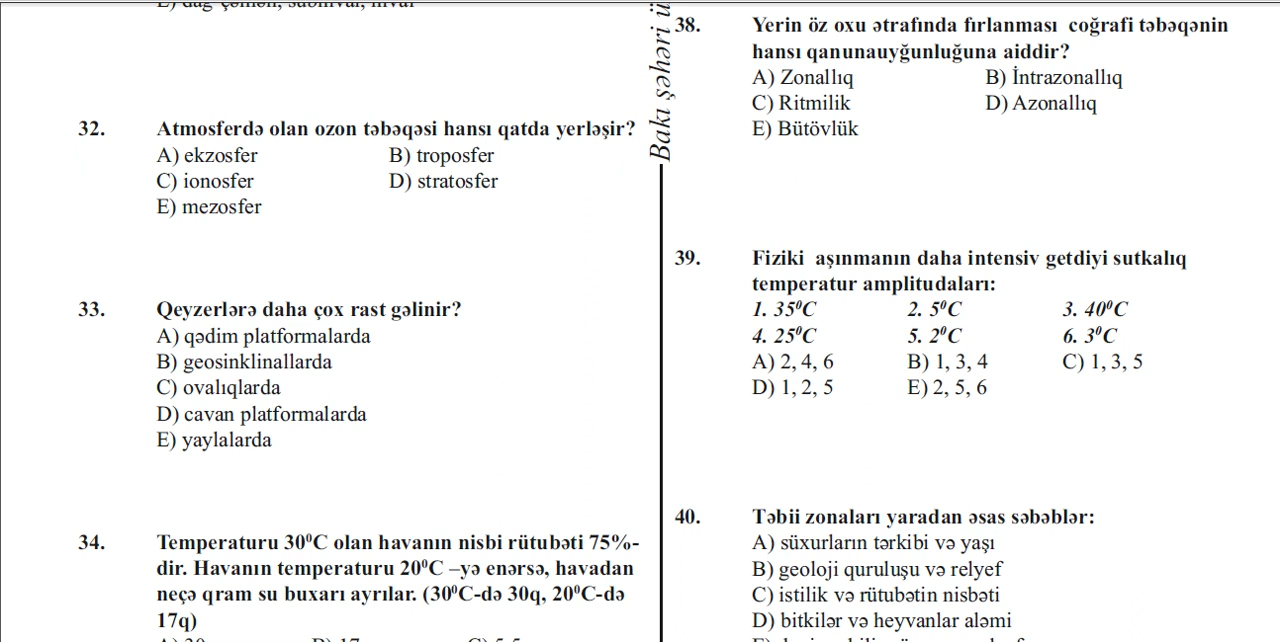 32. Atmosferdə olan ozon təbəqəsi hansı qatda yerləşir?
A) ekzosfer B) troposfer
C) ionosfer D) stratosfer
E) mezosfer
33. Qeyzerlərə daha çox rast gəlinir?
A) qədim platformalarda
B) geosinklinallarda
C) ovalıqlarda
D) cavan platformalarda
E) yaylalarda
34. Temperaturu 30⁰C olan havanın nisbi rütubəti 75%-
dir. Havanın temperaturu 20⁰C –yə enərsə, havadan
neçə qram su buxarı ayrılar. (30⁰C-də 30q, 20⁰C-də
17q)
Bakı şəhəri
38. Yerin öz oxu ətrafında fırlanması coğrafi təbəqənin
hansı qanunauyğunluğuna aiddir?
A) Zonallıq B) İntrazonallıq
C) Ritmilik D) Azonallıq
E) Bütövlük
39. Fiziki aşınmanın daha intensiv getdiyi sutkalıq
temperatur amplitudaları:
1. 35⁰C 2. 5⁰C 3. 40⁰C
4. 25⁰C 5. 2⁰C 6. 3⁰C
A) 2, 4, 6 B) 1, 3, 4 C) 1, 3, 5
D) 1, 2, 5 E) 2, 5, 6
40. Təbii zonaları yaradan əsas səbəblər:
A) süxurların tərkibi və yaşı
B) geoloji quruluşu və relyef
C) istilik və rütubətin nisbəti
D) bitkilər və heyvanlar aləmi